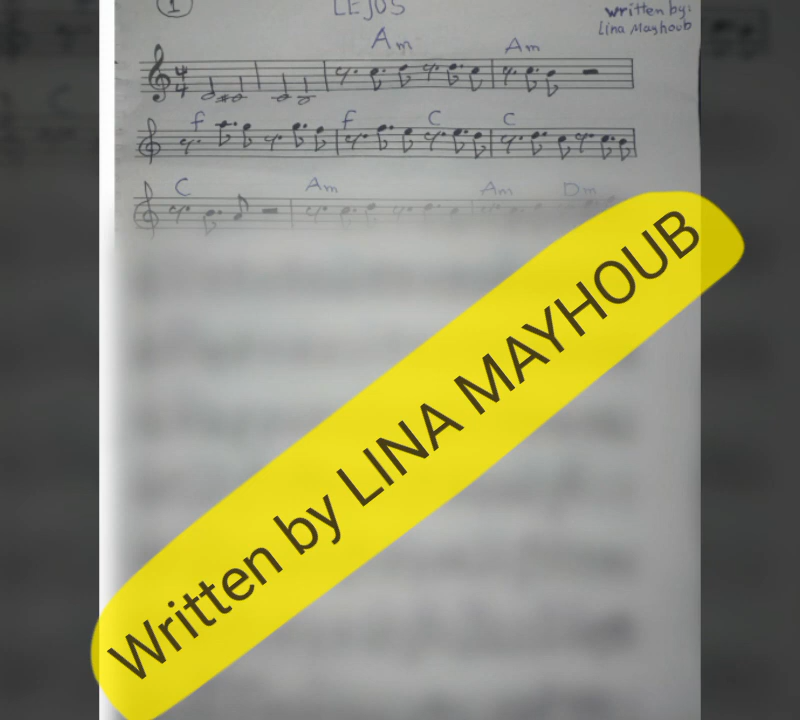 1
LEJOS
written by:
Lina Mayhoub
Am Am
F F C C
C Am Am Dm
Written by LINA MAYHOUB